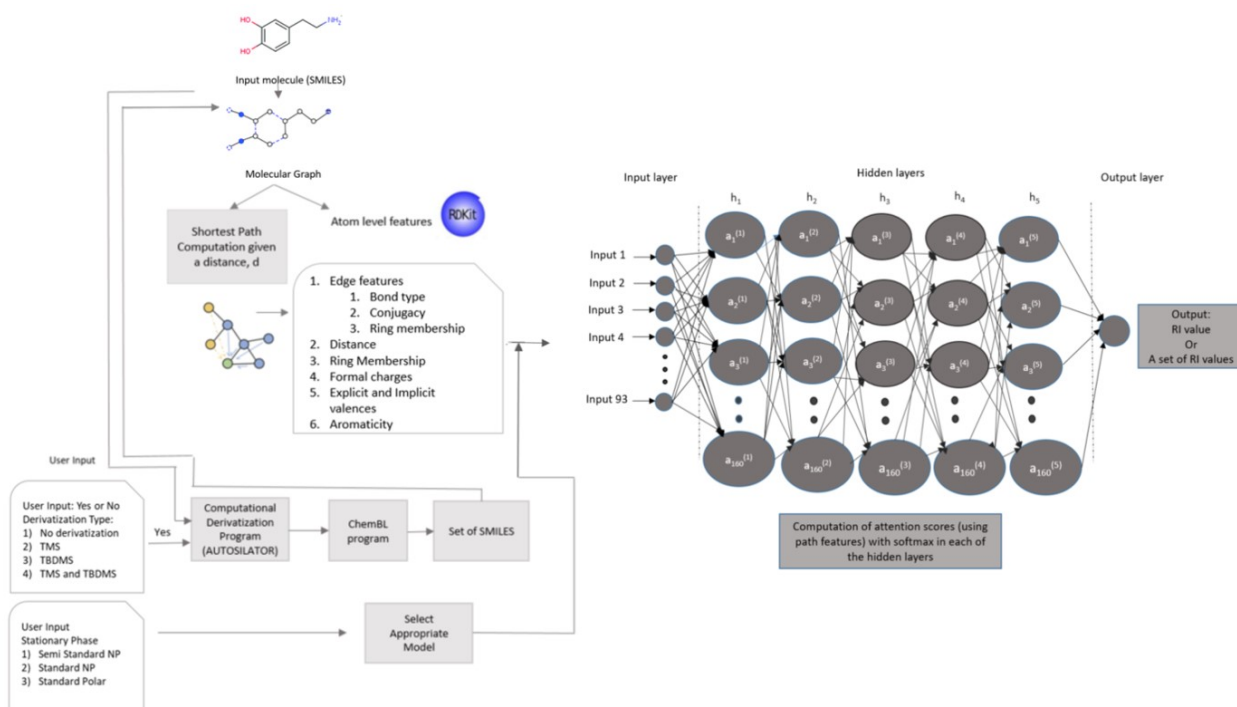 HO
HO
NH₂
Input molecule (SMILES)
Molecular Graph
Shortest Path
Computation given
a distance, d
Atom level features
RDKit
1. Edge features
1. Bond type
2. Conjugacy
3. Ring membership
2. Distance
3. Ring Membership
4. Formal charges
5. Explicit and Implicit
valences
6. Aromaticity
User Input
User Input: Yes or No
Derivatization Type:
1) No derivatization
2) TMS
3) TBDMS
4) TMS and TBDMS
Yes
Computational
Derivatization
Program
(AUTOSILATOR)
ChemBL
program
Set of SMILES
User Input
Stationary Phase
1) Semi Standard NP
2) Standard NP
3) Standard Polar
Select
Appropriate
Model
Input layer
Hidden layers
Output layer
h₁ h₂ h₃ h₄ h₅
Input 1
Input 2
Input 3
Input 4
Input 93
a₁⁽¹⁾ a₁⁽²⁾ a₁⁽³⁾ a₁⁽⁴⁾ a₁⁽⁵⁾
a₂⁽¹⁾ a₂⁽²⁾ a₂⁽³⁾ a₂⁽⁴⁾ a₂⁽⁵⁾
a₃⁽¹⁾ a₃⁽²⁾ a₃⁽³⁾ a₃⁽⁴⁾ a₃⁽⁵⁾
a₁₆₀⁽¹⁾ a₁₆₀⁽²⁾ a₁₆₀⁽³⁾ a₁₆₀⁽⁴⁾ a₁₆₀⁽⁵⁾
Output:
RI value
Or
A set of RI values
Computation of attention scores (using
path features) with softmax in each of
the hidden layers